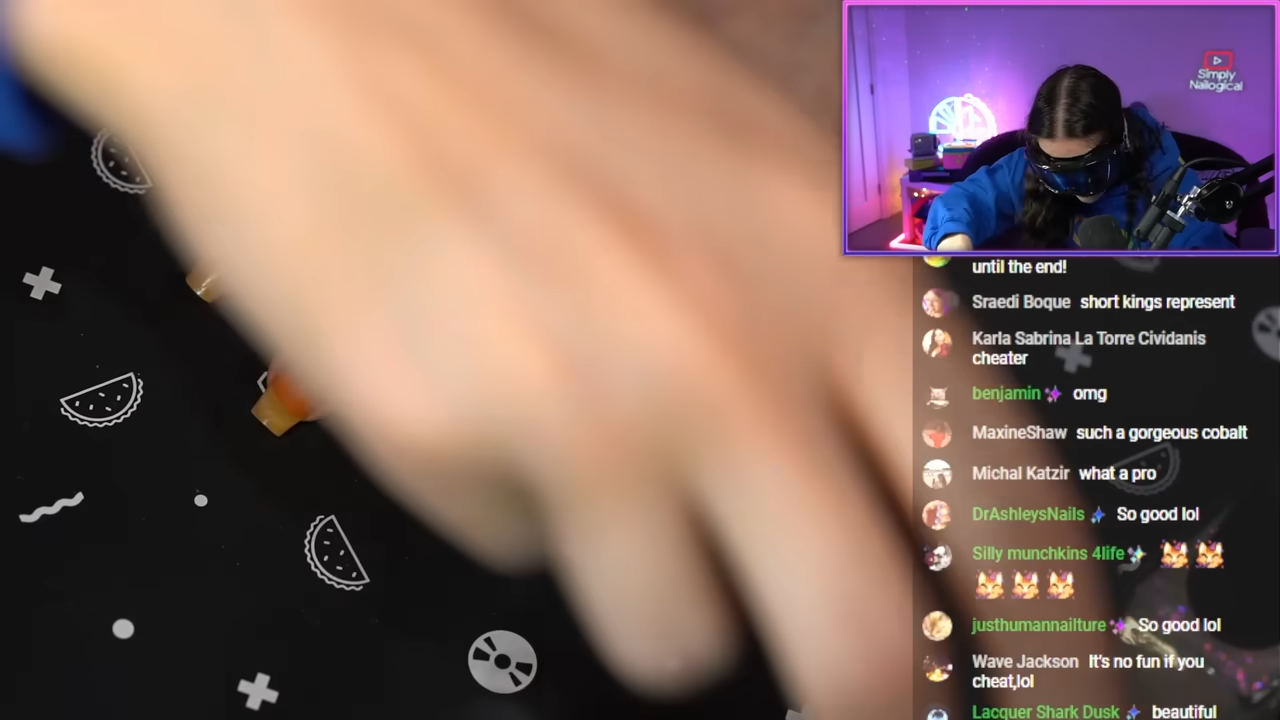 Simply
Nailogical
until the end!
Sraedi Boque short kings represent
Karla Sabrina La Torre Cividanis
cheater
benjamin omg
MaxineShaw such a gorgeous cobalt
Michal Katzir what a pro
DrAshleysNails So good lol
Silly munchkins 4life
justhumannailture So good lol
Wave Jackson It's no fun if you
cheat,lol
Lacquer Shark Dusk beautiful